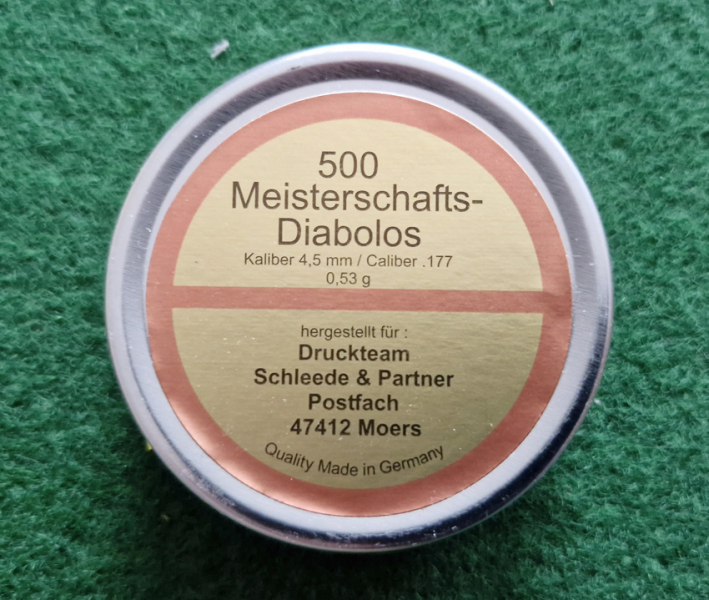 500
Meisterschafts-
Diabolos
Kaliber 4,5 mm / Caliber .177
0,53 g
hergestellt für :
Druckteam
Schleede & Partner
Postfach
47412 Moers
Quality Made in Germany